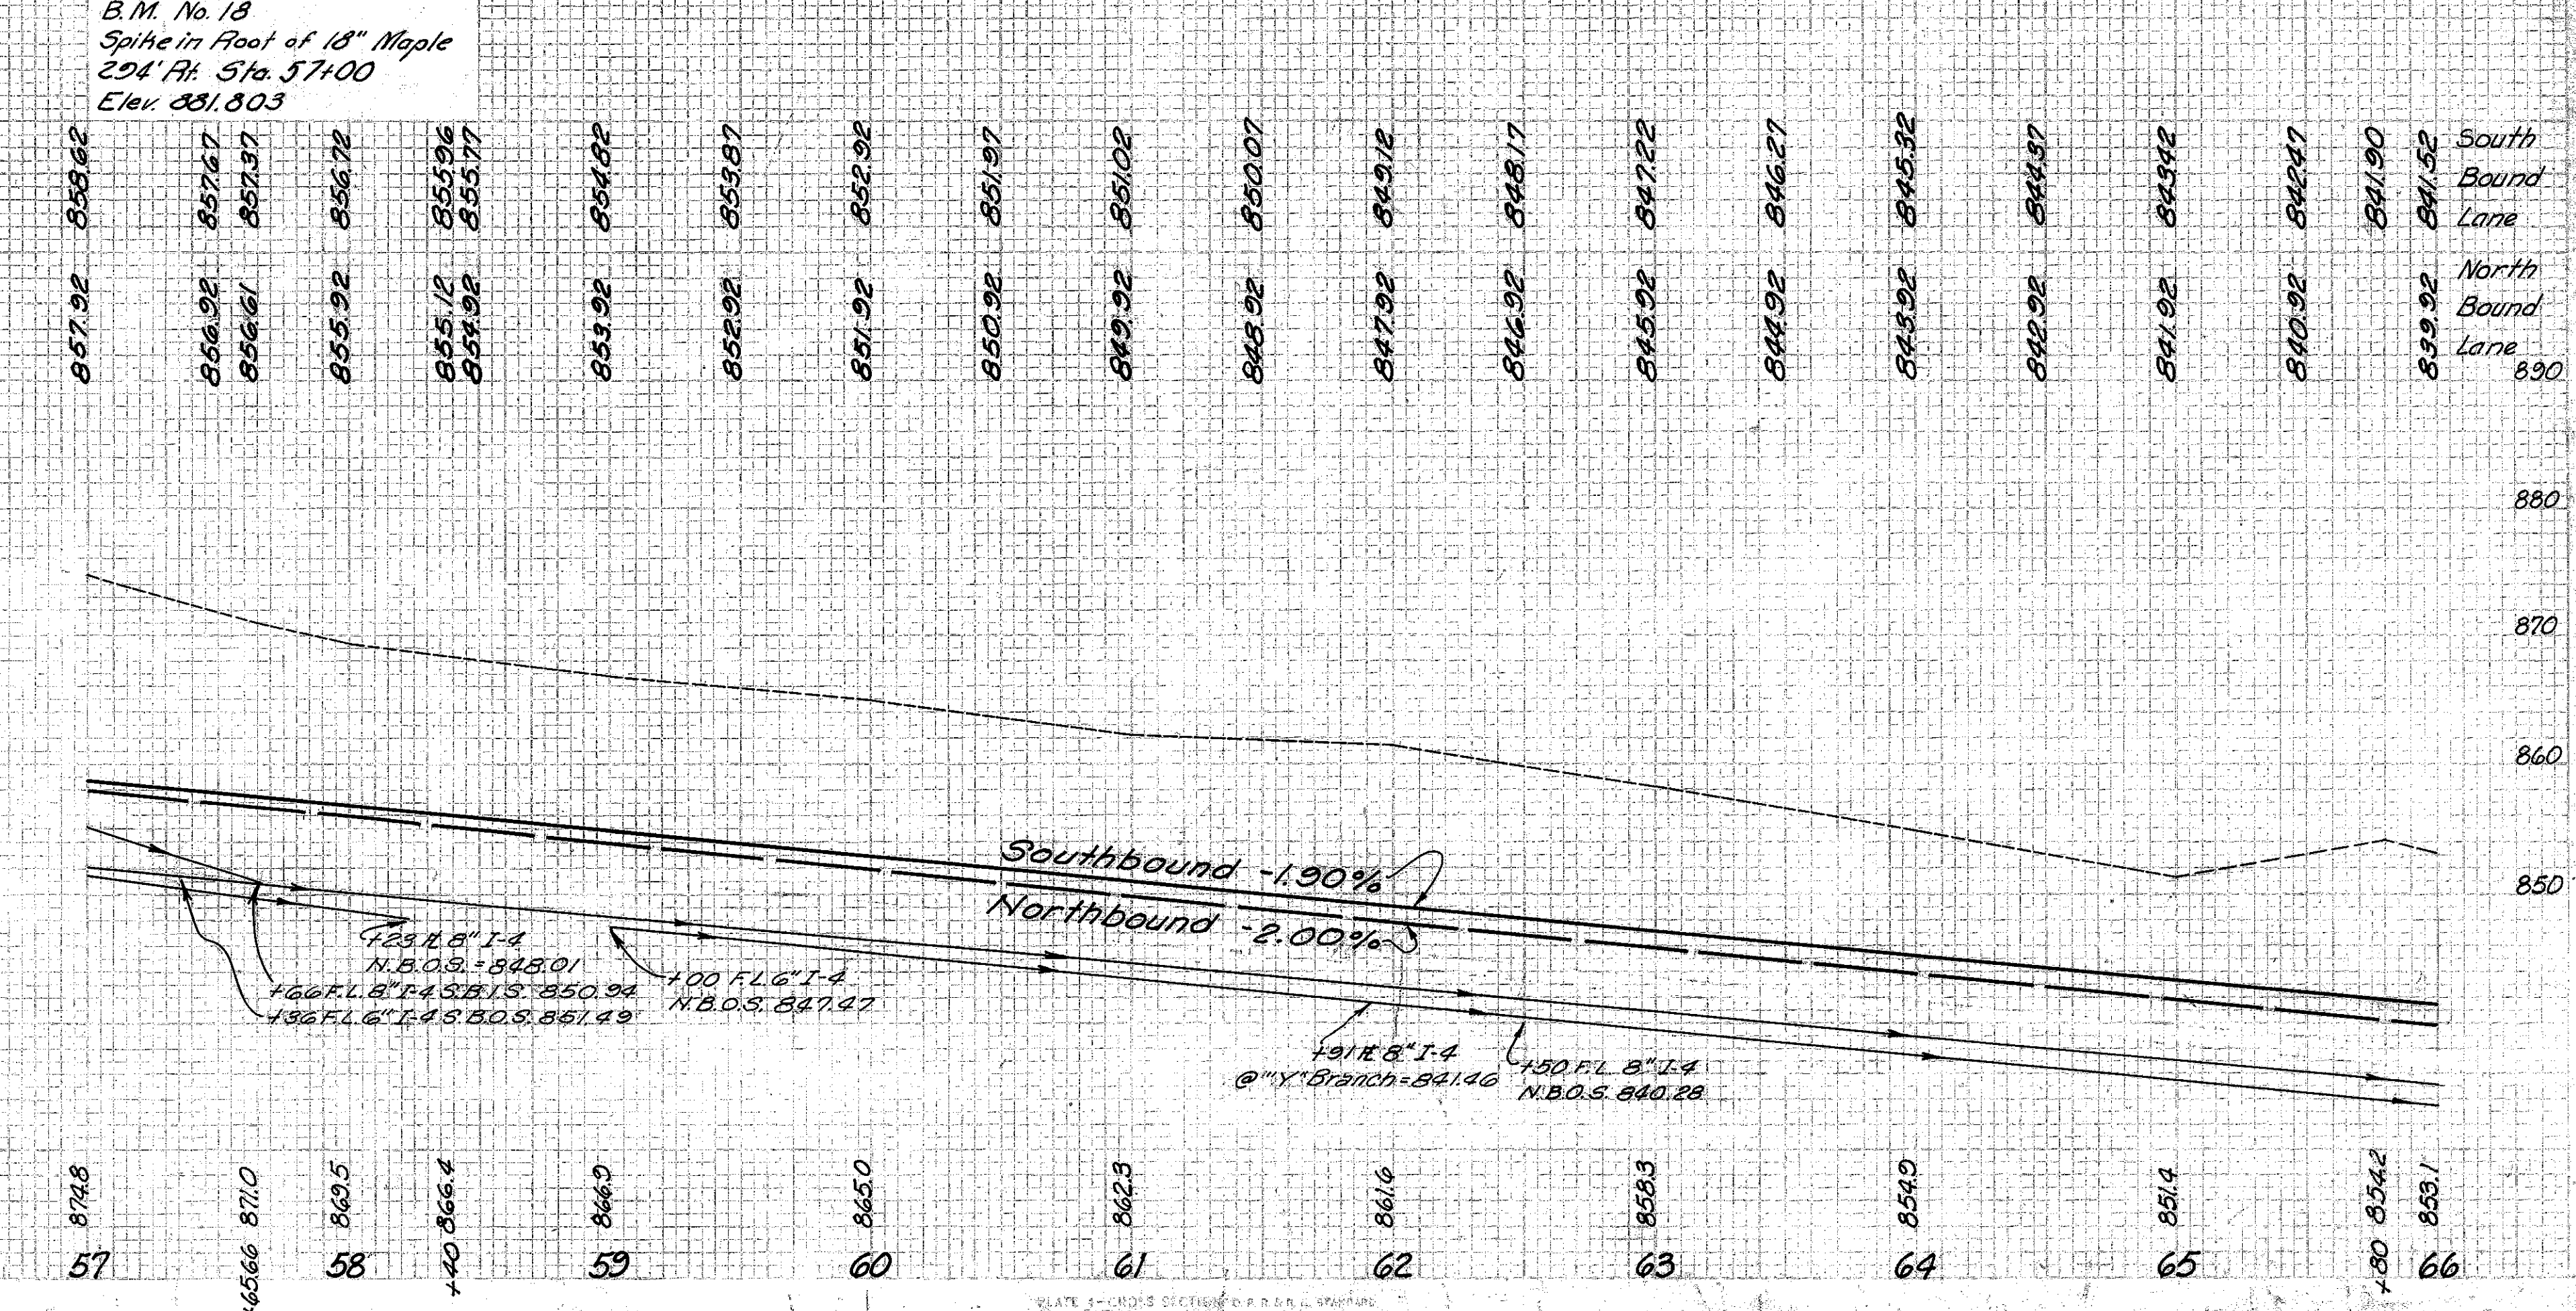 B.M. No. 18
Spike in Root of 18" Maple
294' Rt. Sta. 57+00
Elev. 881.803
858.62 857.67 857.37 856.72 855.96 855.77 854.82 853.87 852.92 851.97 851.02 850.07 849.12 848.17 847.22 846.27 845.32 844.37 843.42 842.47 841.90 841.52
South
Bound
Lane
857.92 856.92 856.61 855.92 855.12 854.92 853.92 852.92 851.92 850.92 849.92 848.92 847.92 846.92 845.92 844.92 843.92 842.92 841.92 840.92 839.92
North
Bound
Lane
890
880
870
860
850
Southbound -1.90%
Northbound -2.00%
+23 ℄ 8" I-4
N.B.O.S. = 848.01
+66 F.L. 8" I-4 S.B.I.S. 850.94
+36 F.L. 6" I-4 S.B.O.S. 851.49
+00 F.L. 6" I-4
N.B.O.S. 847.47
+91 ℄ 8" I-4
@ "Y" Branch = 841.46
+50 F.L. 8" I-4
N.B.O.S. 840.28
874.8 871.0 869.5 866.4 866.9 865.0 862.3 861.6 858.3 854.9 851.4 854.2 853.1
57 +65.66 58 +40 59 60 61 62 63 64 65 +80 66
PLATE 3-CROSS SECTION
STANDARD